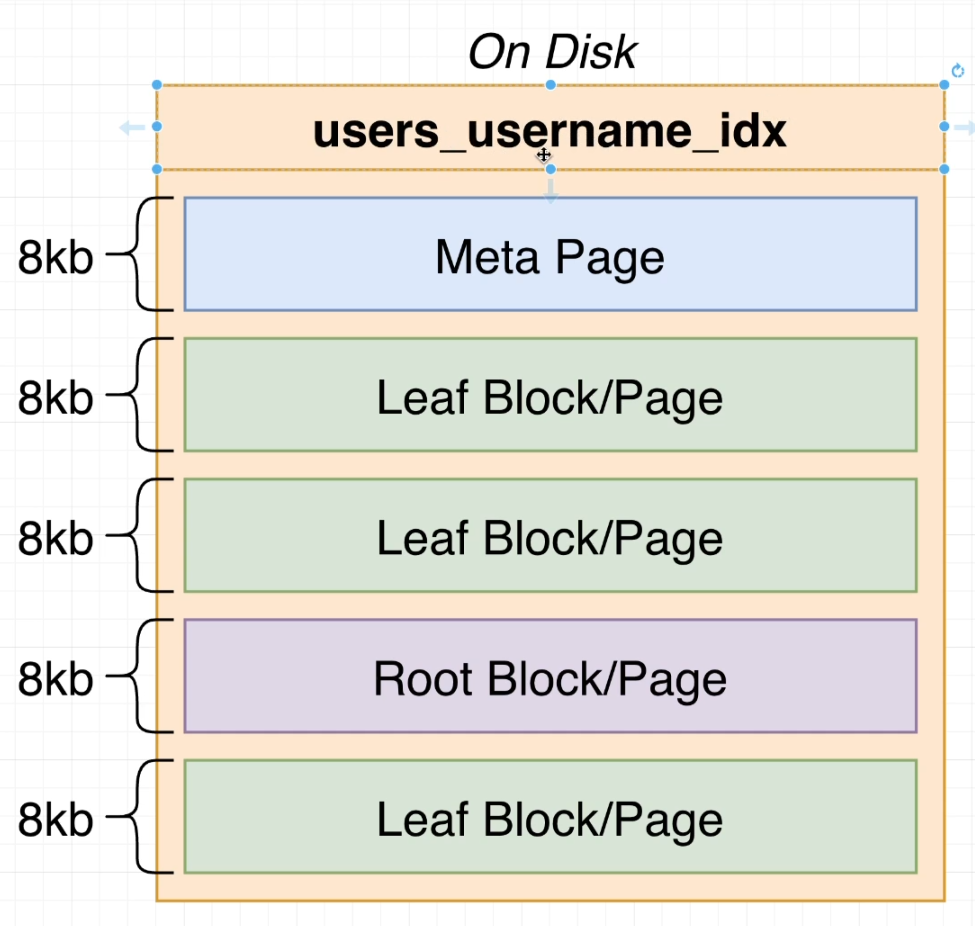 On Disk
users_username_idx
8kb
Meta Page
8kb
Leaf Block/Page
8kb
Leaf Block/Page
8kb
Root Block/Page
8kb
Leaf Block/Page